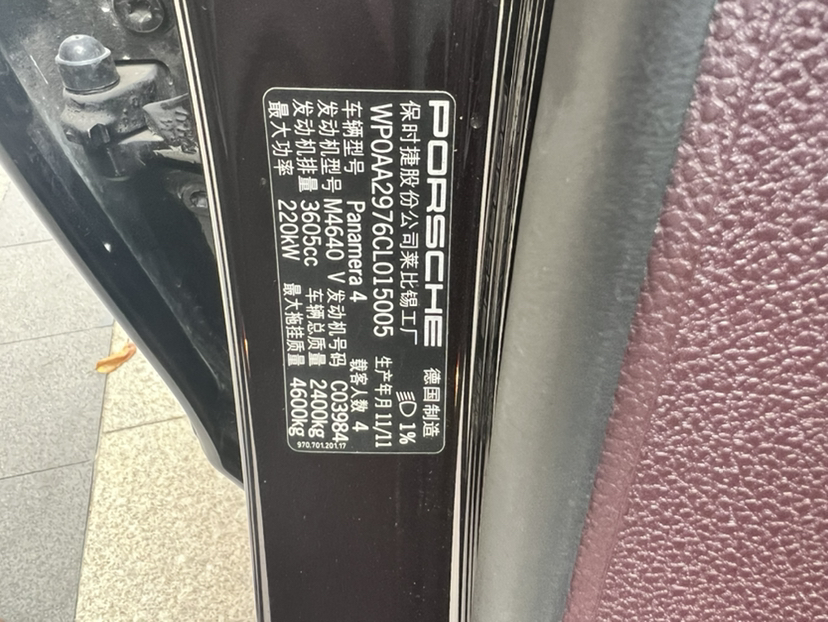 PORSCHE 德国制造
保时捷股份公司莱比锡工厂 1%
WP0AA2976CL015005 生产年月 11/11
车辆型号 Panamera 4 载客人数 4
发动机型号 M4640 V 发动机号码 C03984
发动机排量 3605cc 车辆总质量 2400kg
最大功率 220kW 最大拖挂质量 4600kg
970.701.201.17